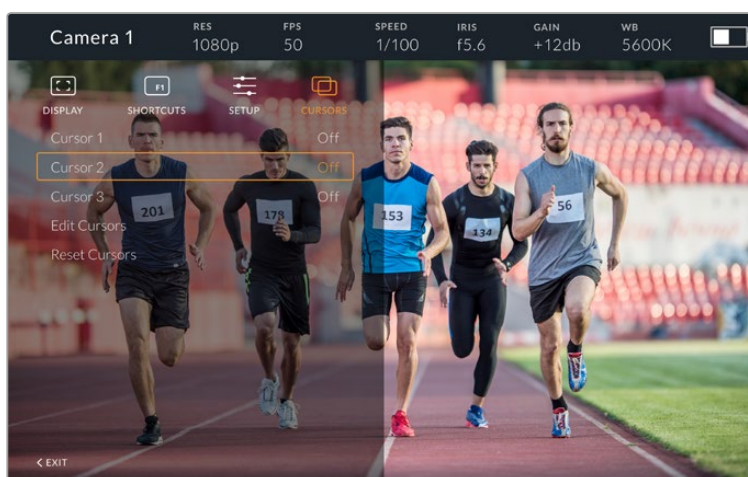 Camera 1
RES
1080p
FPS
50
SPEED
1/100
IRIS
f5.6
GAIN
+12db
WB
5600K
F1
DISPLAY
SHORTCUTS
SETUP
CURSORS
Cursor 1 Off
Cursor 2 Off
Cursor 3 Off
Edit Cursors
Reset Cursors
201
178
153
134
56
< EXIT